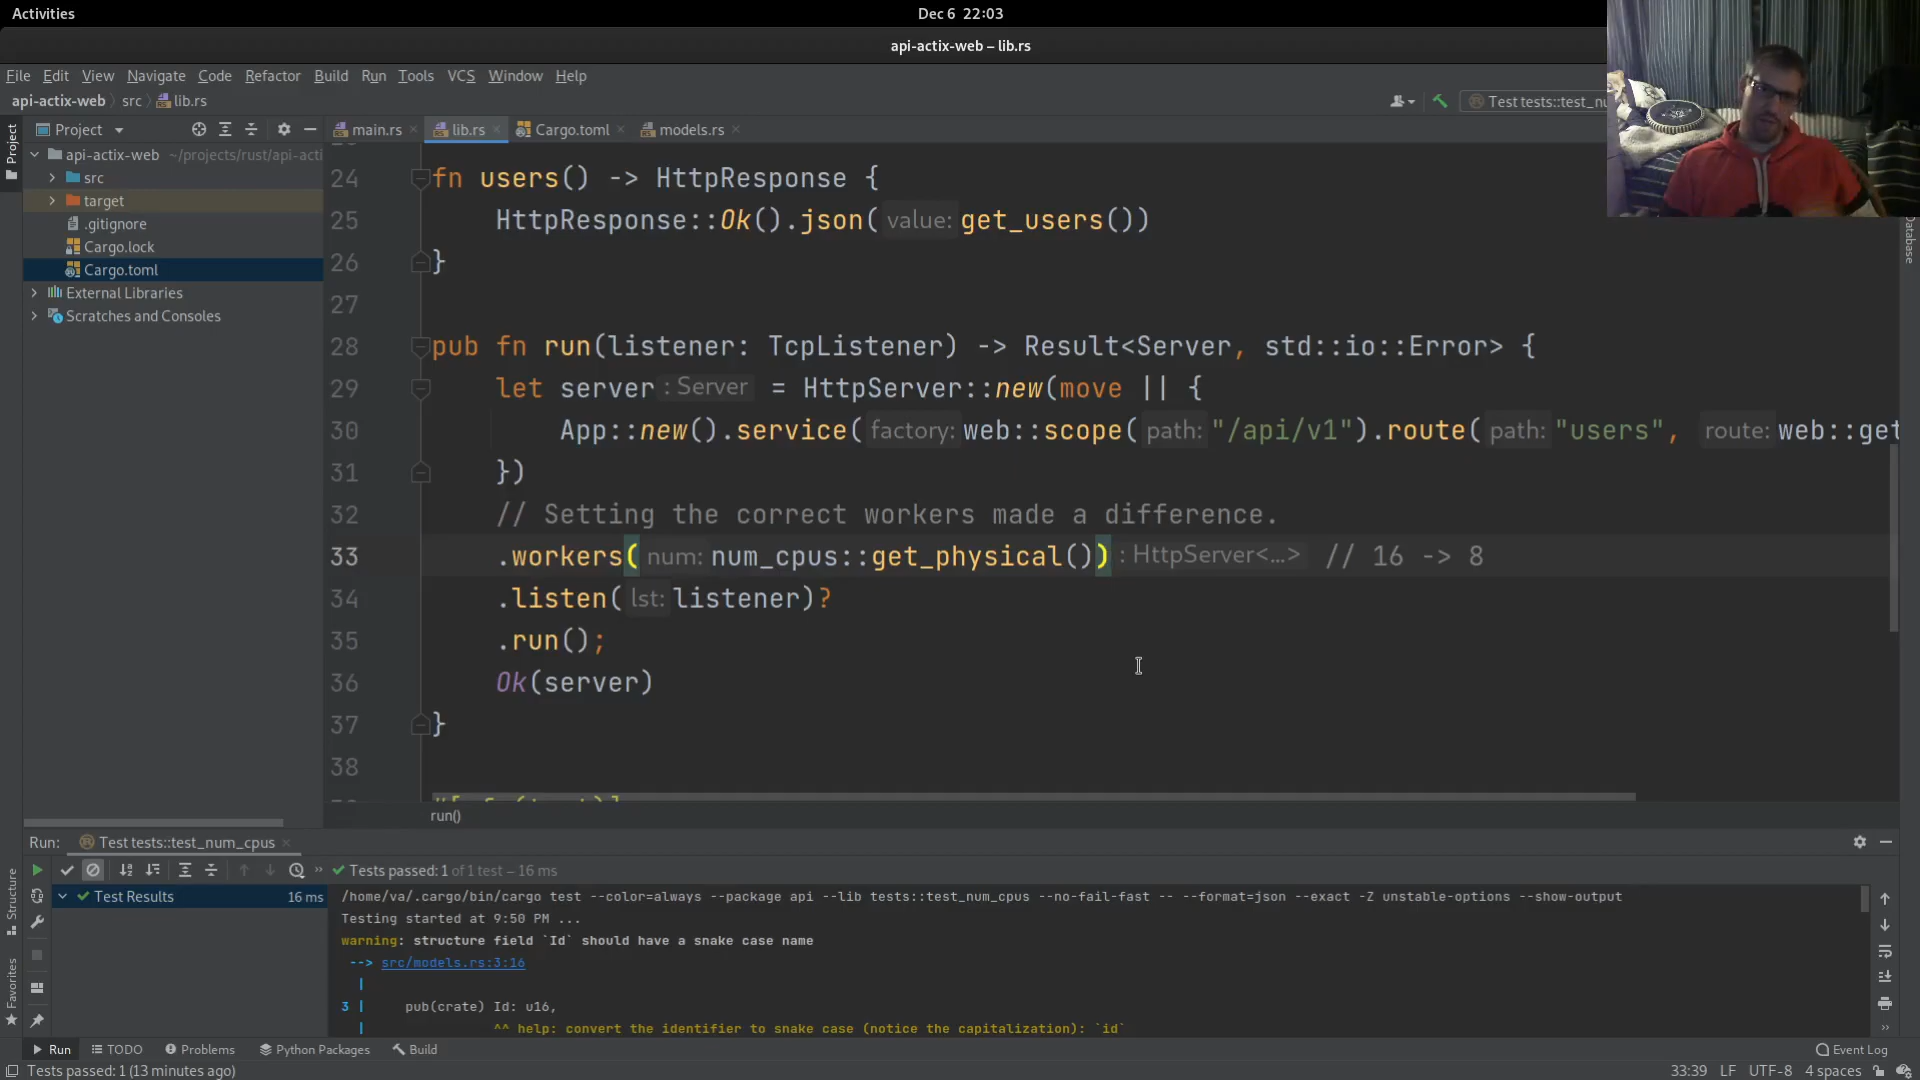 Activities
Dec 6 22:03
api-actix-web – lib.rs
File Edit View Navigate Code Refactor Build Run Tools VCS Window Help
api-actix-web src lib.rs
Test tests::test_nu
Project
main.rs lib.rs Cargo.toml models.rs
Project
api-actix-web ~/projects/rust/api-acti
src
target
.gitignore
Cargo.lock
Cargo.toml
External Libraries
Scratches and Consoles
Database
24 fn users() -> HttpResponse {
25 HttpResponse::Ok().json( value: get_users())
26 }
27
28 pub fn run(listener: TcpListener) -> Result<Server, std::io::Error> {
29 let server : Server = HttpServer::new(move || {
30 App::new().service( factory: web::scope( path: "/api/v1").route( path: "users", route: web::get
31 })
32 // Setting the correct workers made a difference.
33 .workers( num: num_cpus::get_physical()) : HttpServer<...> // 16 -> 8
34 .listen( lst: listener)?
35 .run();
36 Ok(server)
37 }
38
run()
Run: Test tests::test_num_cpus
Tests passed: 1 of 1 test – 16 ms
Test Results 16 ms
/home/va/.cargo/bin/cargo test --color=always --package api --lib tests::test_num_cpus --no-fail-fast -- --format=json --exact -Z unstable-options --show-output
Testing started at 9:50 PM ...
warning: structure field `Id` should have a snake case name
--> src/models.rs:3:16
|
3 | pub(crate) Id: u16,
| ^^ help: convert the identifier to snake case (notice the capitalization): `id`
Structure
Favorites
Run TODO Problems Python Packages Build Event Log
Tests passed: 1 (13 minutes ago) 33:39 LF UTF-8 4 spaces